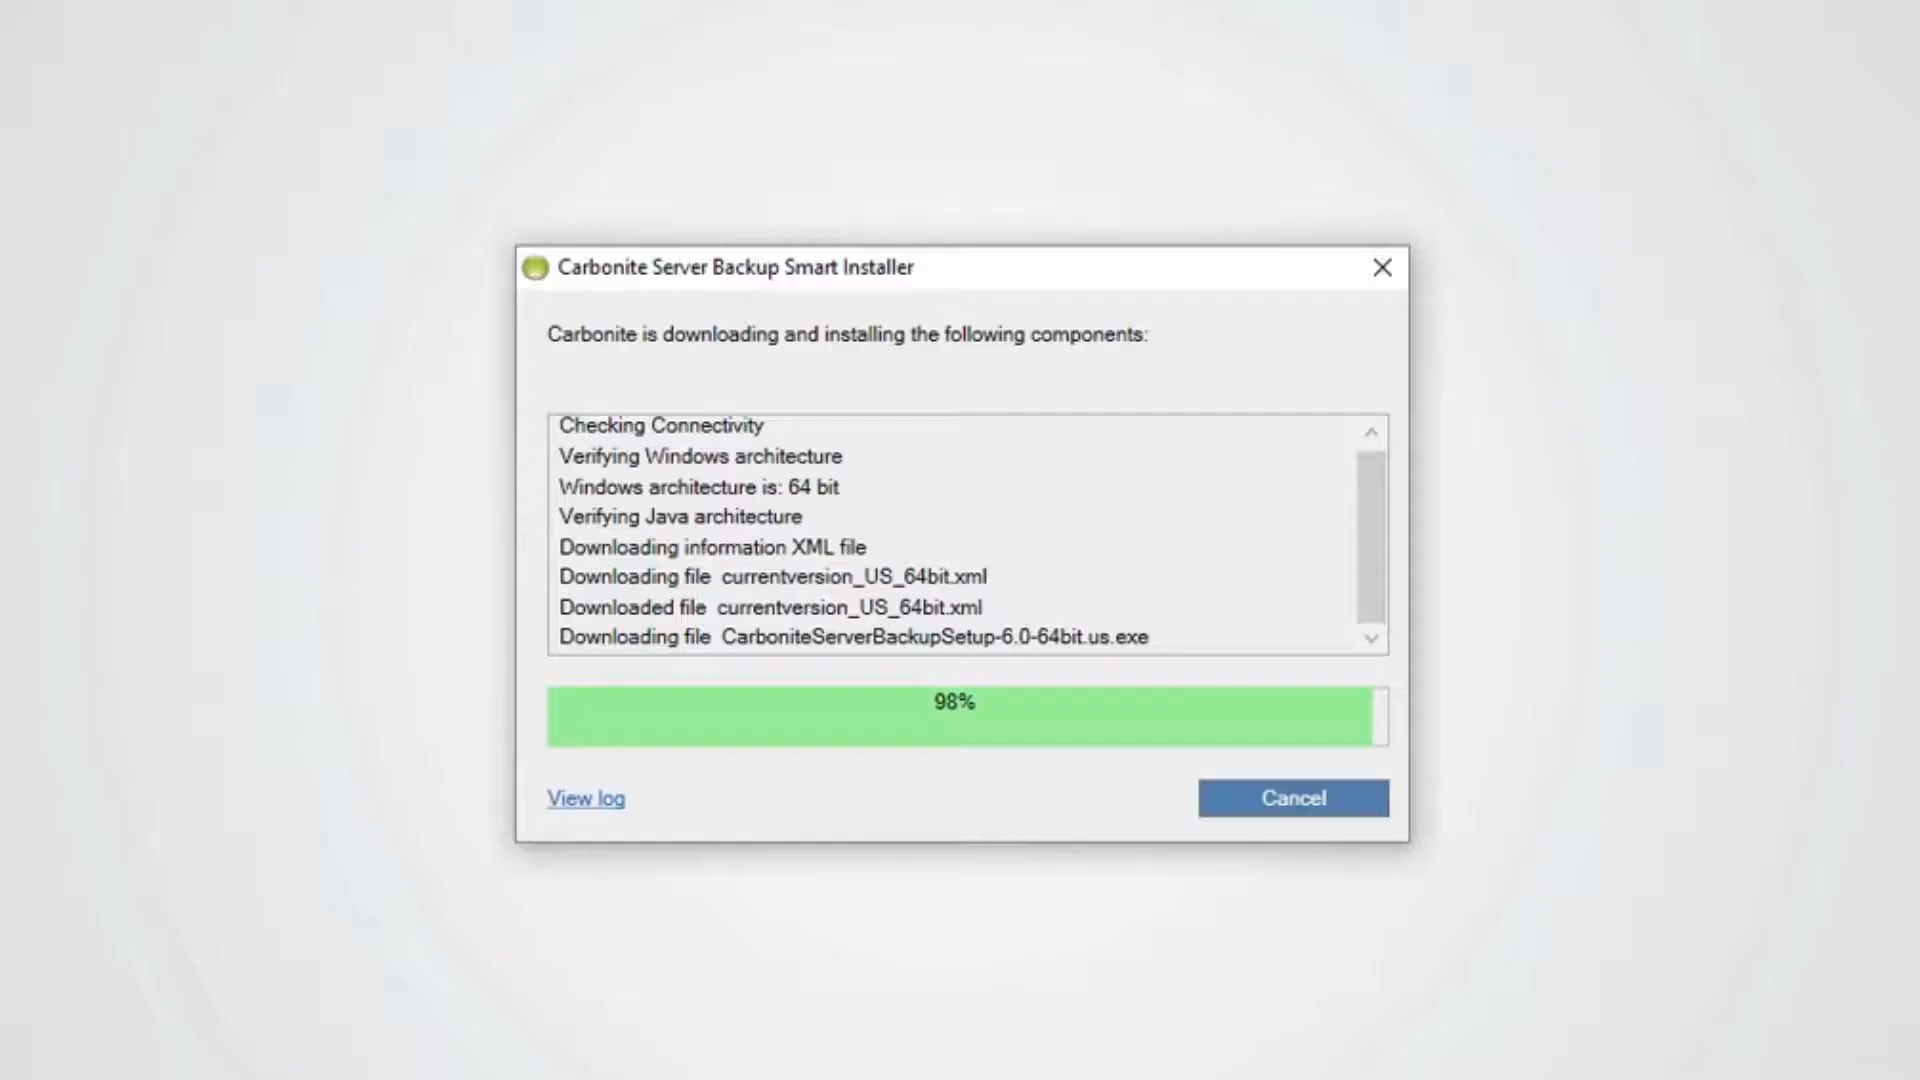 Carbonite Server Backup Smart Installer
Carbonite is downloading and installing the following components:
Checking Connectivity
Verifying Windows architecture
Windows architecture is: 64 bit
Verifying Java architecture
Downloading information XML file
Downloading file currentversion_US_64bit.xml
Downloaded file currentversion_US_64bit.xml
Downloading file CarboniteServerBackupSetup-6.0-64bit.us.exe
98%
View log
Cancel